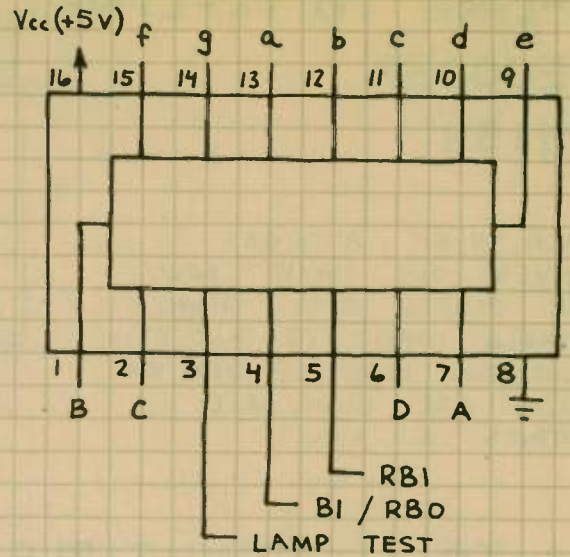 Vcc (+5V) f g a b c d e
16 15 14 13 12 11 10 9
1 2 3 4 5 6 7 8
B C D A
RBI
BI / RBO
LAMP TEST